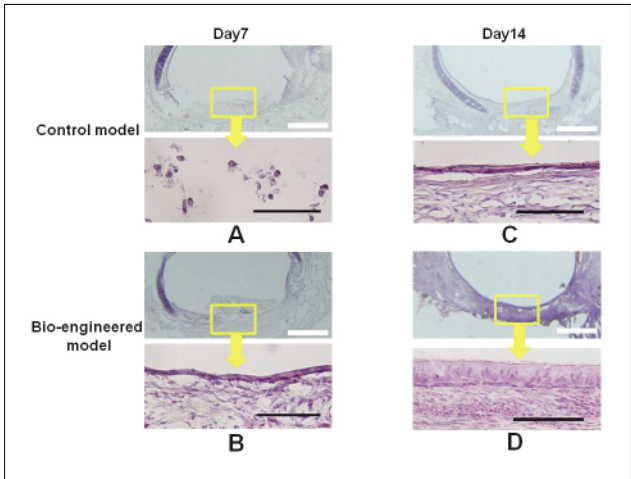 Day7
Day14
Control model
A
C
Bio-engineered
model
B
D